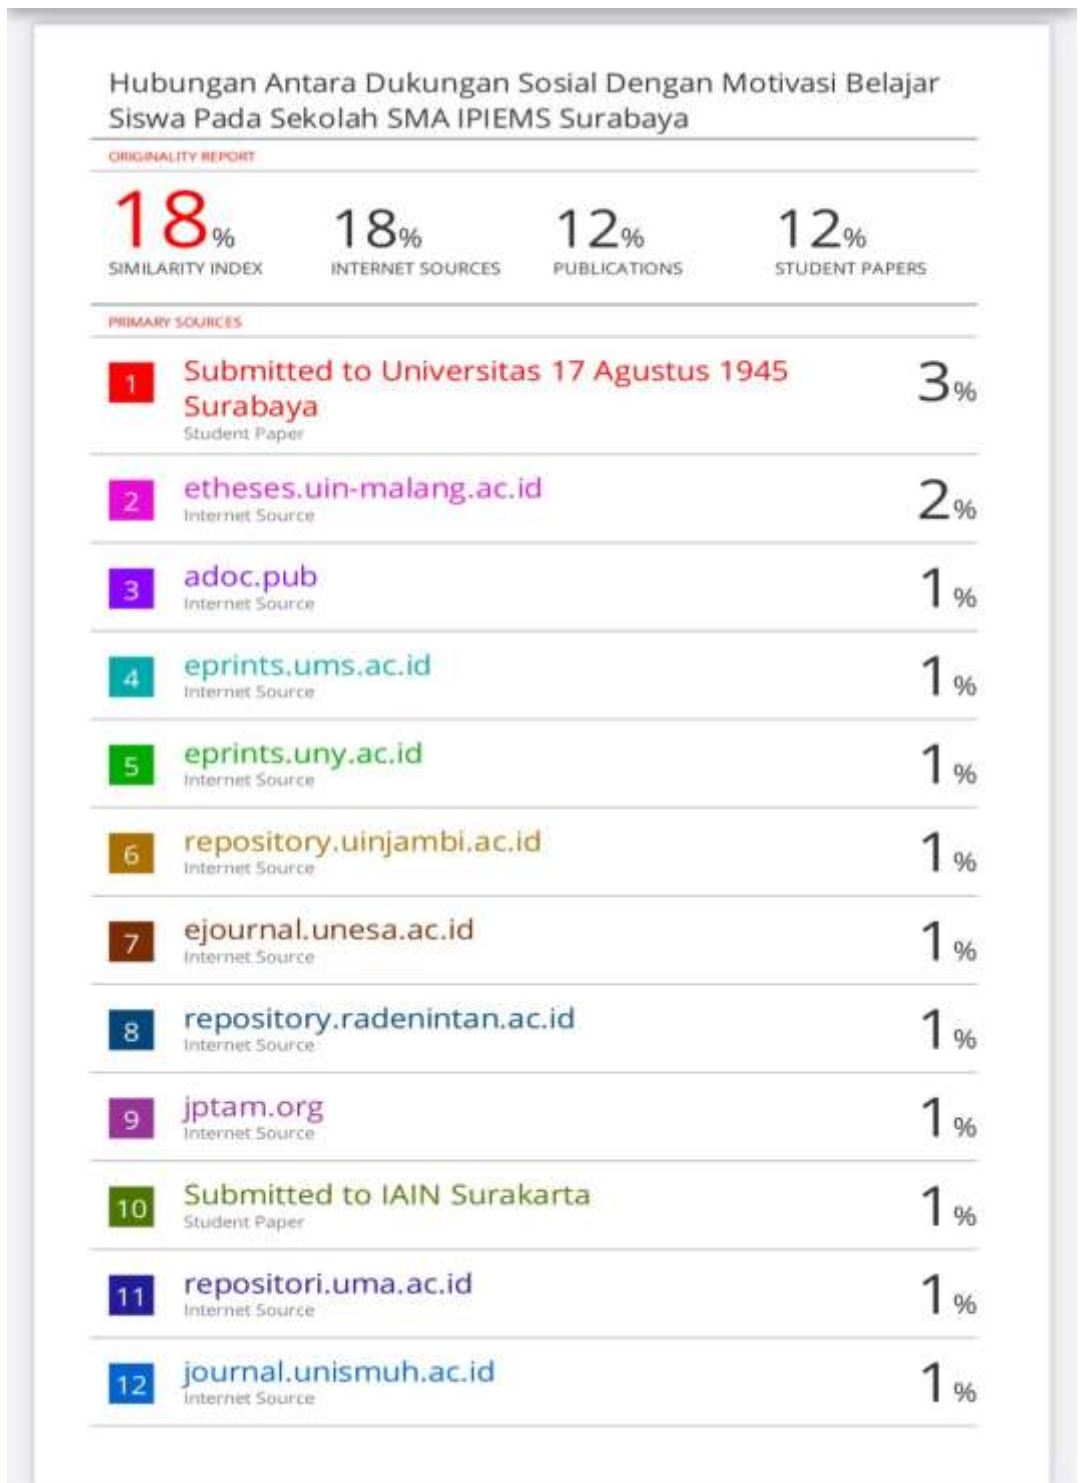 Hubungan Antara Dukungan Sosial Dengan Motivasi Belajar
Siswa Pada Sekolah SMA IPIEMS Surabaya
ORIGINALITY REPORT
18% 18% 12% 12%
SIMILARITY INDEX INTERNET SOURCES PUBLICATIONS STUDENT PAPERS
PRIMARY SOURCES
1 Submitted to Universitas 17 Agustus 1945 3%
Surabaya
Student Paper
2 etheses.uin-malang.ac.id 2%
Internet Source
3 adoc.pub 1%
Internet Source
4 eprints.ums.ac.id 1%
Internet Source
5 eprints.uny.ac.id 1%
Internet Source
6 repository.uinjambi.ac.id 1%
Internet Source
7 ejournal.unesa.ac.id 1%
Internet Source
8 repository.radenintan.ac.id 1%
Internet Source
9 jptam.org 1%
Internet Source
10 Submitted to IAIN Surakarta 1%
Student Paper
11 repositori.uma.ac.id 1%
Internet Source
12 journal.unismuh.ac.id 1%
Internet Source